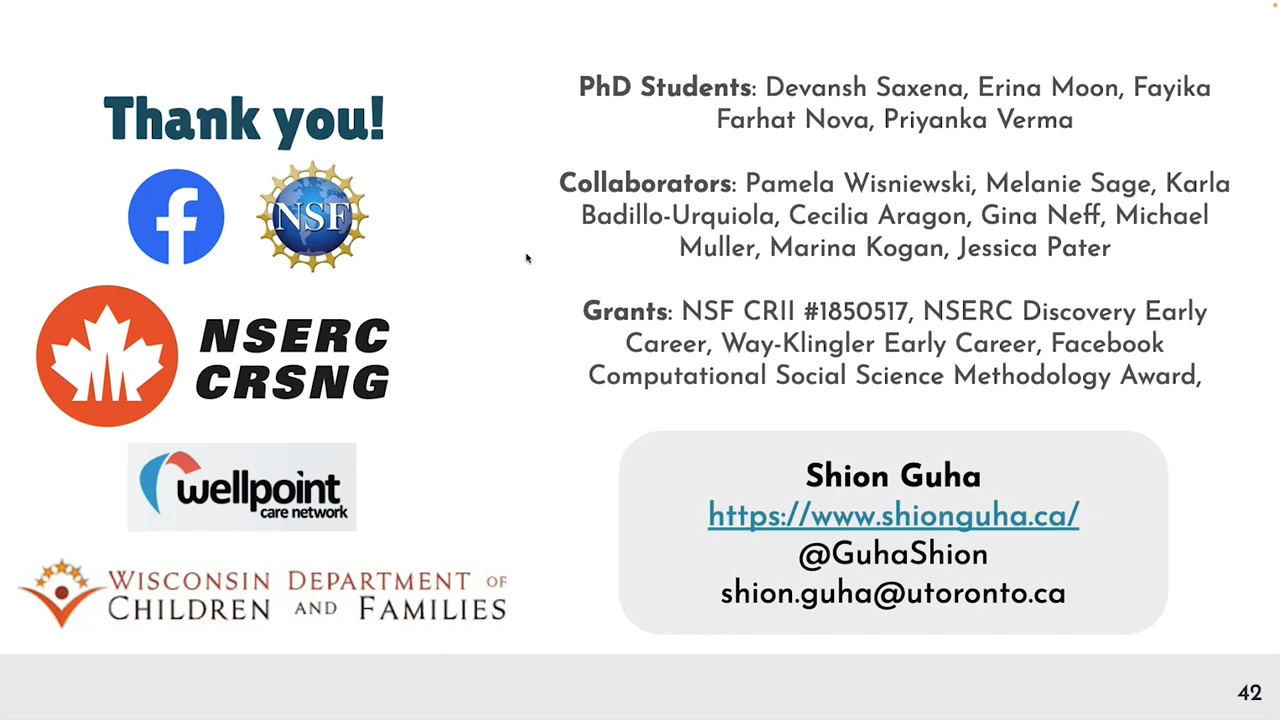 Thank you!
NSF
NSERC
CRSNG
wellpoint
care network
WISCONSIN DEPARTMENT OF
CHILDREN AND FAMILIES
PhD Students: Devansh Saxena, Erina Moon, Fayika
Farhat Nova, Priyanka Verma
Collaborators: Pamela Wisniewski, Melanie Sage, Karla
Badillo-Urquiola, Cecilia Aragon, Gina Neff, Michael
Muller, Marina Kogan, Jessica Pater
Grants: NSF CRII #1850517, NSERC Discovery Early
Career, Way-Klingler Early Career, Facebook
Computational Social Science Methodology Award,
Shion Guha
https://www.shionguha.ca/
@GuhaShion
shion.guha@utoronto.ca
42